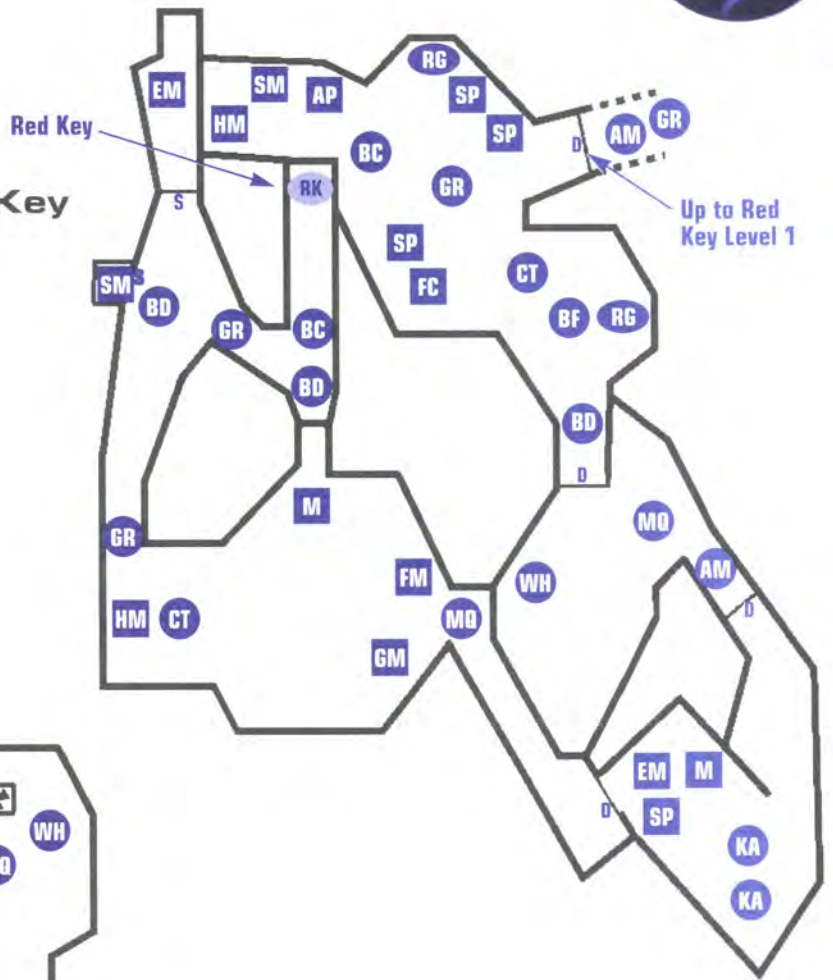 RG
EM
SM
AP
SP
HM
SP
AM
GR
D
Red Key
BC
RK
GR
Key
S
Up to Red
Key Level 1
SP
FC
CT
SM
S
BD
GR
BC
BF
RG
BD
BD
D
M
MQ
GR
FM
WH
AM
D
HM
CT
MQ
GM
EM
M
D
SP
WH
KA
Q
KA